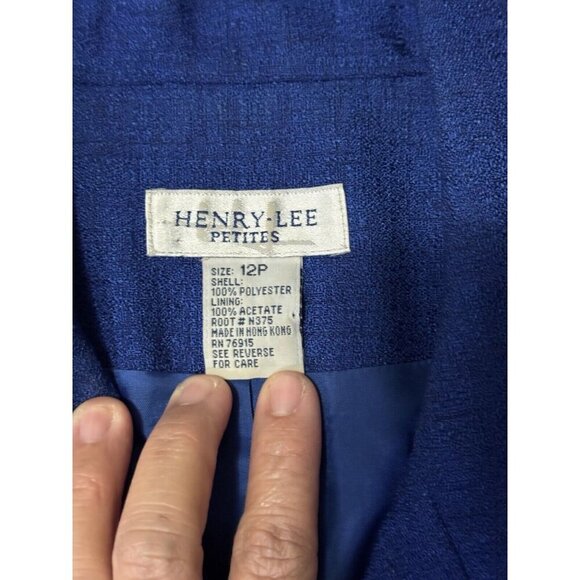 HENRY-LEE
PETITES
SIZE: 12P
SHELL:
100% POLYESTER
LINING:
100% ACETATE
ROOT # N375
MADE IN HONG KONG
RN 76915
SEE REVERSE
FOR CARE